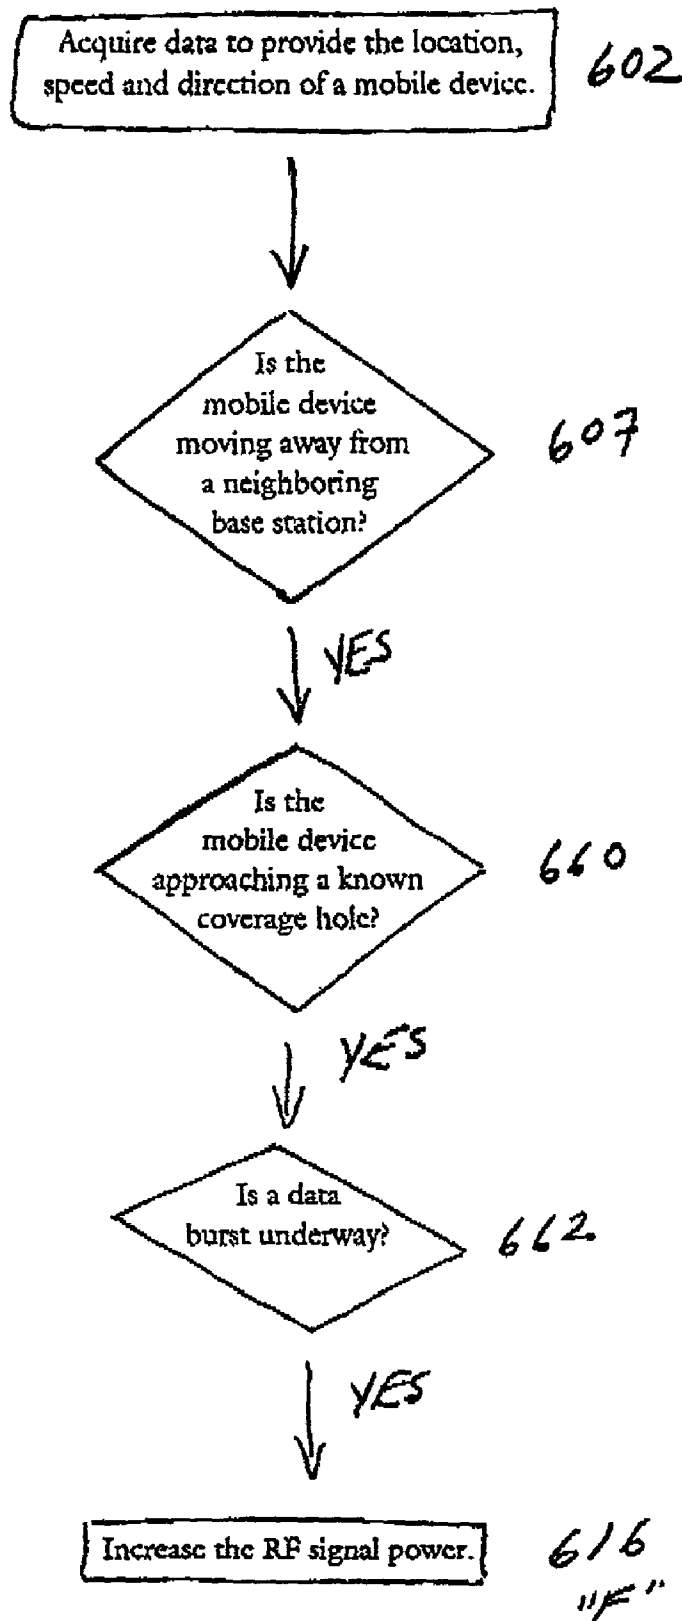 Acquire data to provide the location,
speed and direction of a mobile device.
602
Is the
mobile device
moving away from
a neighboring
base station?
607
YES
Is the
mobile device
approaching a known
coverage hole?
660
YES
Is a data
burst underway?
662
YES
Increase the RF signal power.
616
"F"